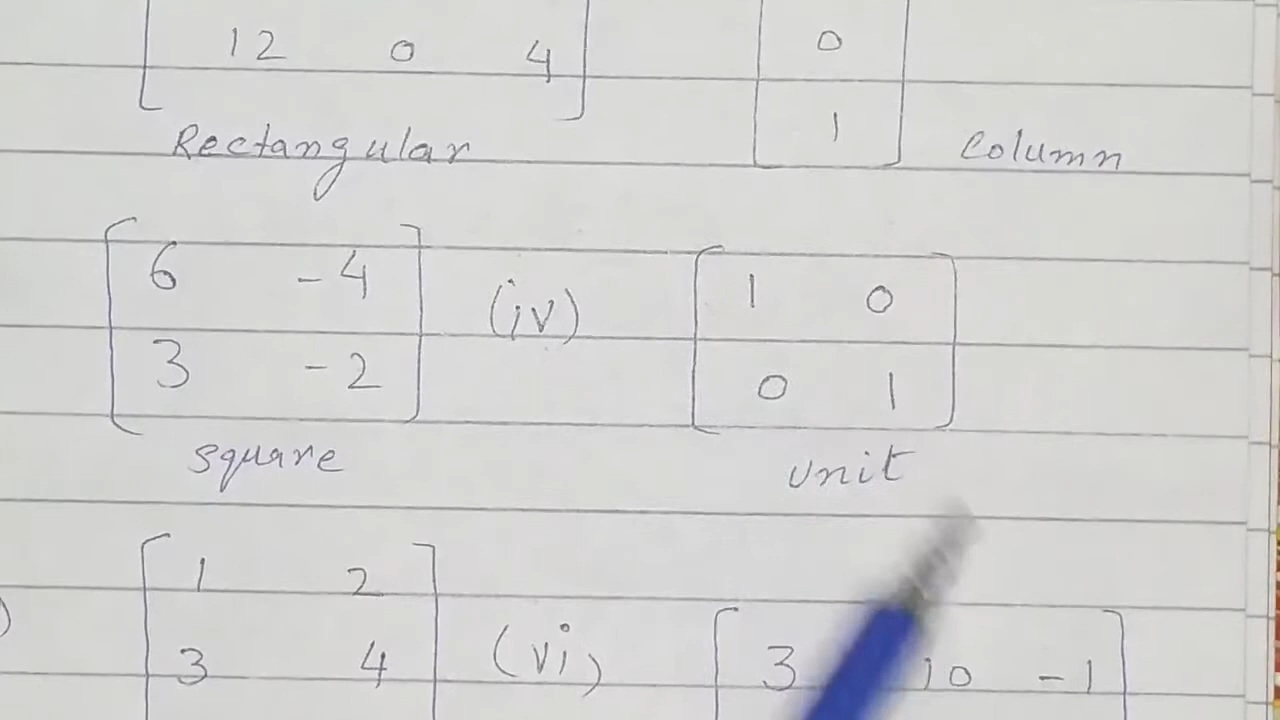 12 0 4 0
1
Rectangular Column
6 -4 (iv) 1 0
3 -2 0 1
square unit
1 2
) 3 4 (vi) 3 10 -1